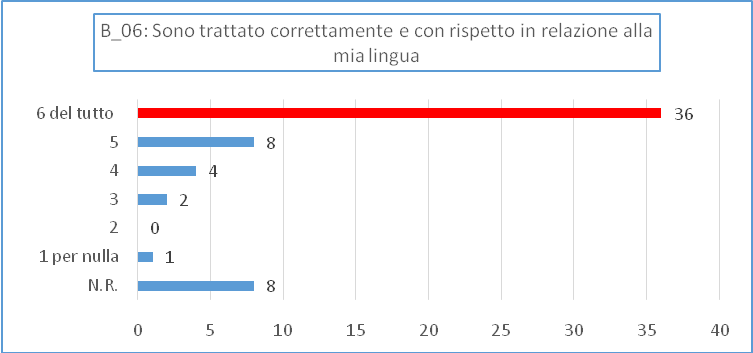 B_06: Sono trattato correttamente e con rispetto in relazione alla
mia lingua
6 del tutto 36
5 8
4 4
3 2
2 0
1 per nulla 1
N.R. 8
0 5 10 15 20 25 30 35 40